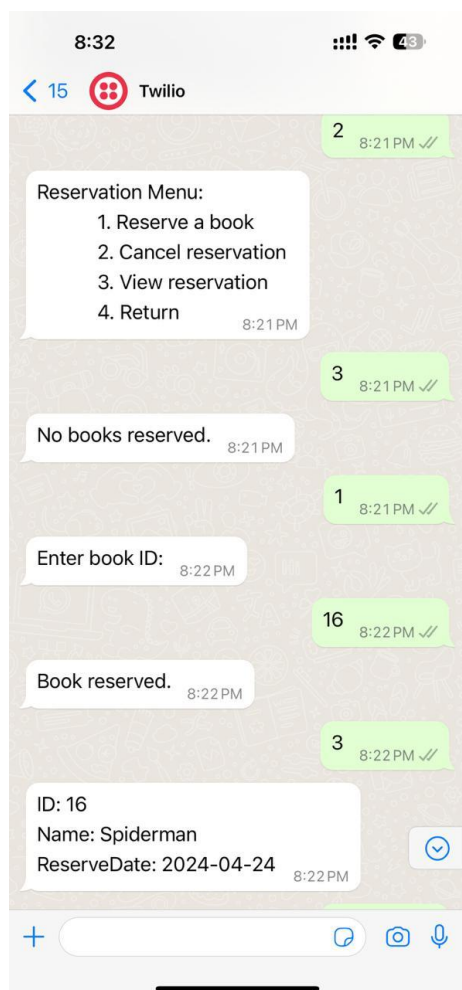 8:32
43
15
Twilio
2
8:21 PM
Reservation Menu:
1. Reserve a book
2. Cancel reservation
3. View reservation
4. Return
8:21 PM
3
8:21 PM
No books reserved.
8:21 PM
1
8:21 PM
Enter book ID:
8:22 PM
16
8:22 PM
Book reserved.
8:22 PM
3
8:22 PM
ID: 16
Name: Spiderman
ReserveDate: 2024-04-24
8:22 PM